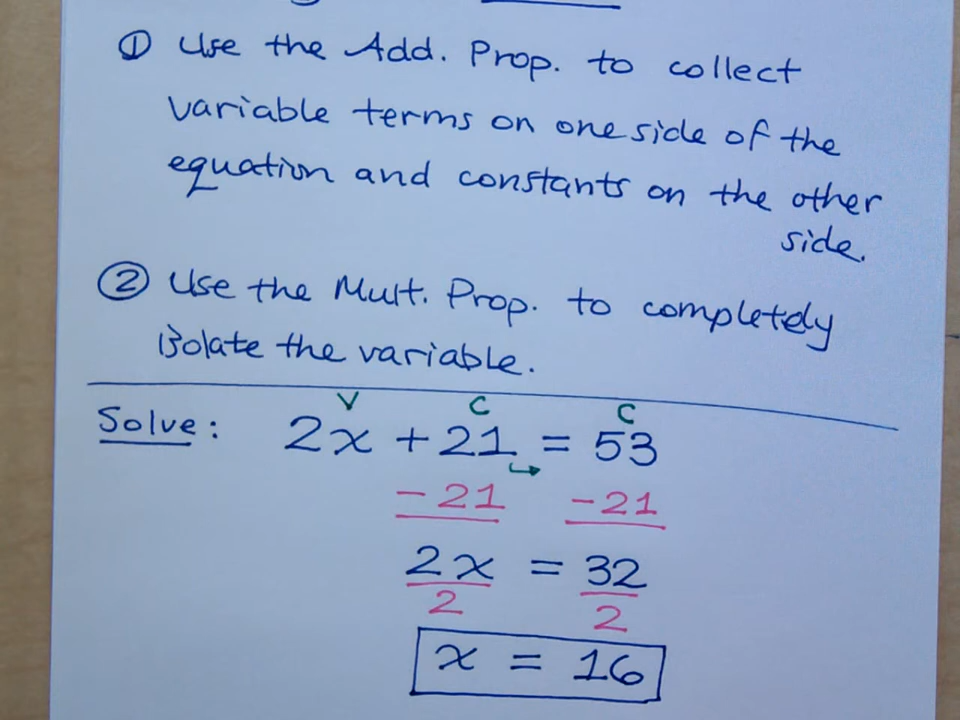 ① Use the Add. Prop. to collect
variable terms on one side of the
equation and constants on the other
side.
② Use the Mult. Prop. to completely
isolate the variable.
V C C
Solve: 2x + 21 = 53
- 21 - 21
2x = 32
2 2
x = 16